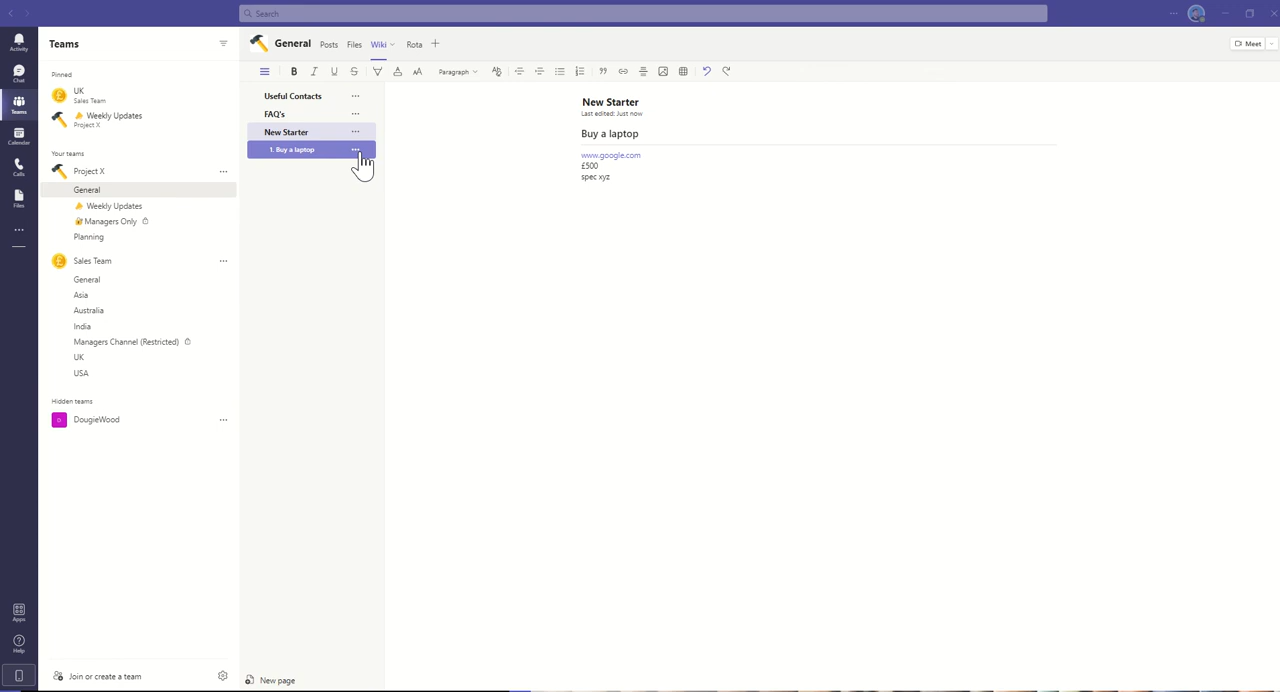 Search
Activity
Chat
Teams
Calendar
Calls
Files
Apps
Help
Teams
Pinned
UK
Sales Team
Weekly Updates
Project X
Your teams
Project X
General
Weekly Updates
Managers Only
Planning
£ Sales Team
General
Asia
Australia
India
Managers Channel (Restricted)
UK
USA
Hidden teams
D DougieWood
Join or create a team
General Posts Files Wiki Rota
Meet
B I U S Paragraph
Useful Contacts
FAQ's
New Starter
1. Buy a laptop
New page
New Starter
Last edited: Just now
Buy a laptop
www.google.com
£500
spec xyz